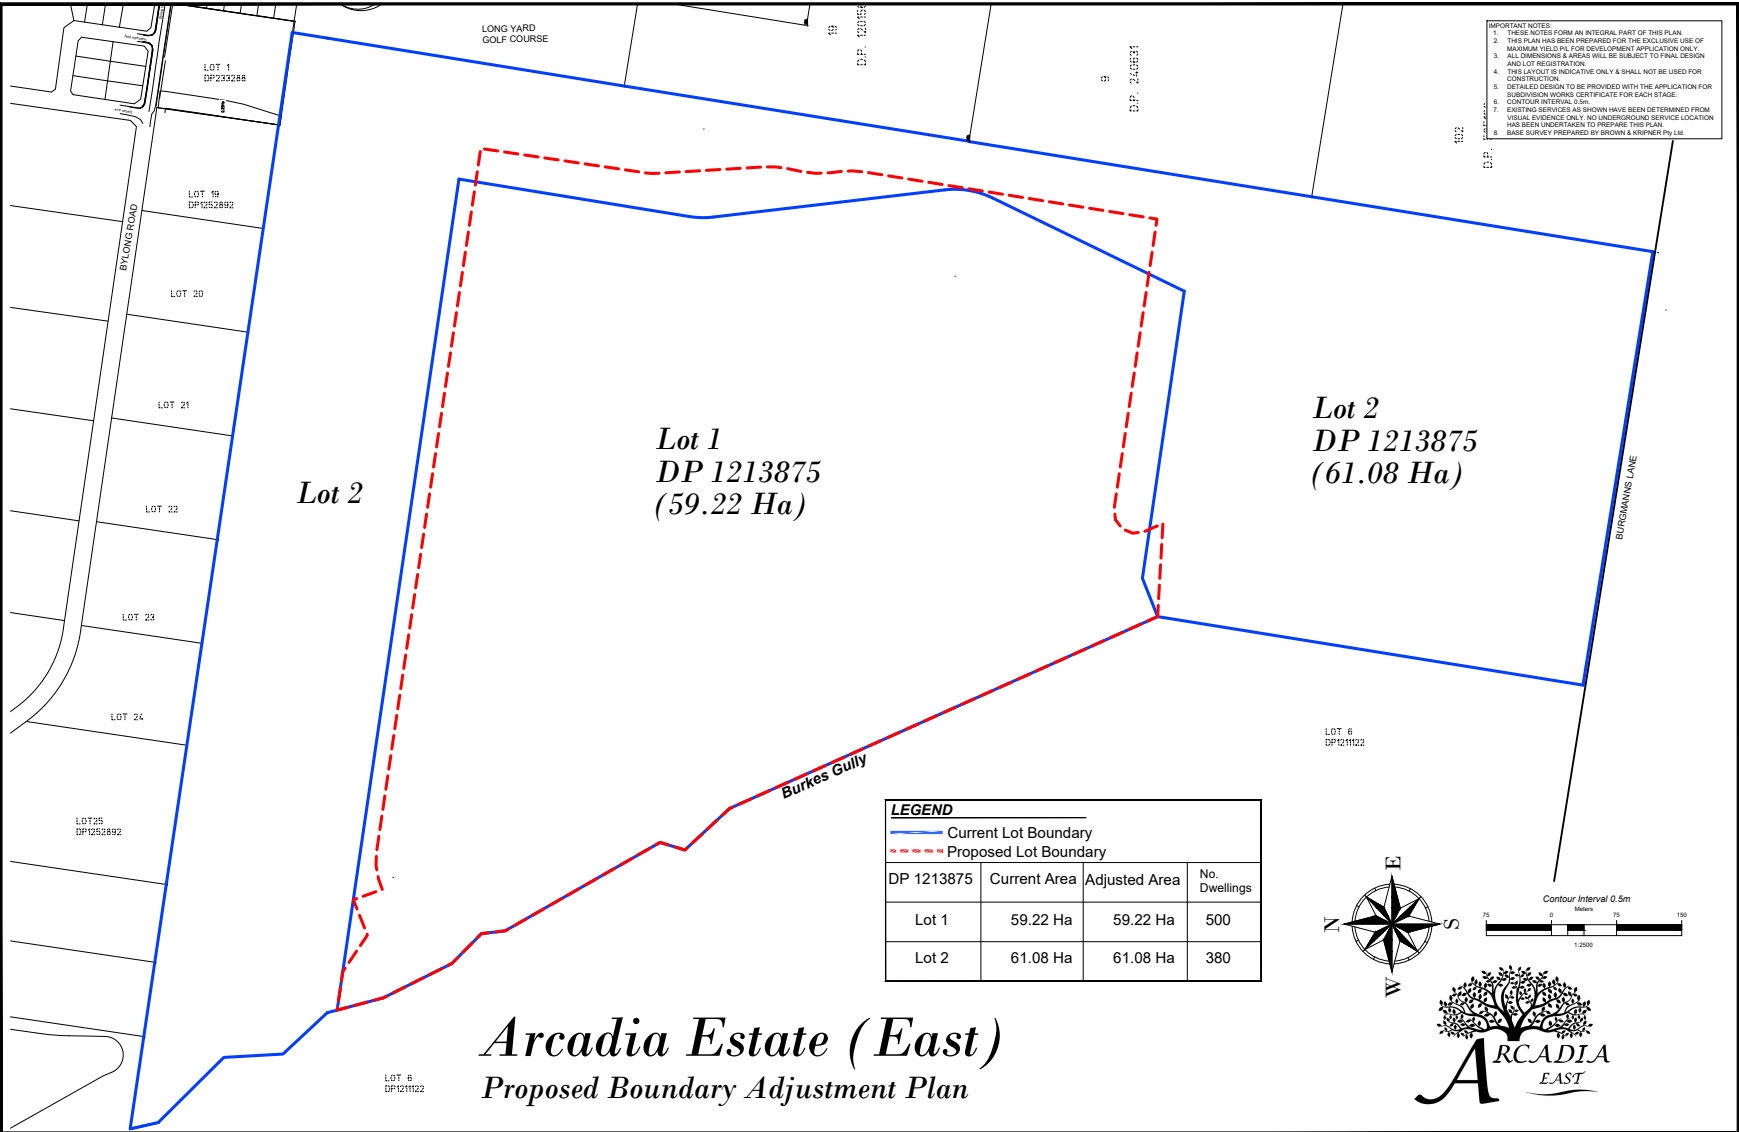 LONG YARD
GOLF COURSE
LOT 1
DP233288
19
9
D.P. 240631
102
D.P.
IMPORTANT NOTES:
1. THESE NOTES FORM AN INTEGRAL PART OF THIS PLAN.
2. THIS PLAN HAS BEEN PREPARED FOR THE EXCLUSIVE USE OF
MAXIMUM YIELD P/L FOR DEVELOPMENT APPLICATION ONLY.
3. ALL DIMENSIONS & AREAS WILL BE SUBJECT TO FINAL DESIGN
AND LOT REGISTRATION.
4. THIS LAYOUT IS INDICATIVE ONLY & SHALL NOT BE USED FOR
CONSTRUCTION.
5. DETAILED DESIGN TO BE PROVIDED WITH THE APPLICATION FOR
SUBDIVISION WORKS CERTIFICATE FOR EACH STAGE.
6. CONTOUR INTERVAL 0.5m.
7. EXISTING SERVICES AS SHOWN HAVE BEEN DETERMINED FROM
VISUAL EVIDENCE ONLY. NO UNDERGROUND SERVICE LOCATION
HAS BEEN UNDERTAKEN TO PREPARE THIS PLAN.
8. BASE SURVEY PREPARED BY BROWN & KRIPNER Pty Ltd.
LOT 19
DP1252892
BYLONG ROAD
LOT 20
LOT 21
LOT 22
LOT 23
LOT 24
LOT25
DP1252892
Lot 2
Lot 1
DP 1213875
(59.22 Ha)
Lot 2
DP 1213875
(61.08 Ha)
BURGMANNS LANE
LOT 6
DP1211122
Burkes Gully
LEGEND
Current Lot Boundary
Proposed Lot Boundary
DP 1213875 Current Area Adjusted Area No. Dwellings
Lot 1 59.22 Ha 59.22 Ha 500
Lot 2 61.08 Ha 61.08 Ha 380
E
N
S
W
Contour Interval 0.5m
Meters
75 0 75 150
1:2500
Arcadia Estate (East)
Proposed Boundary Adjustment Plan
LOT 6
DP1211122
ARCADIA
EAST